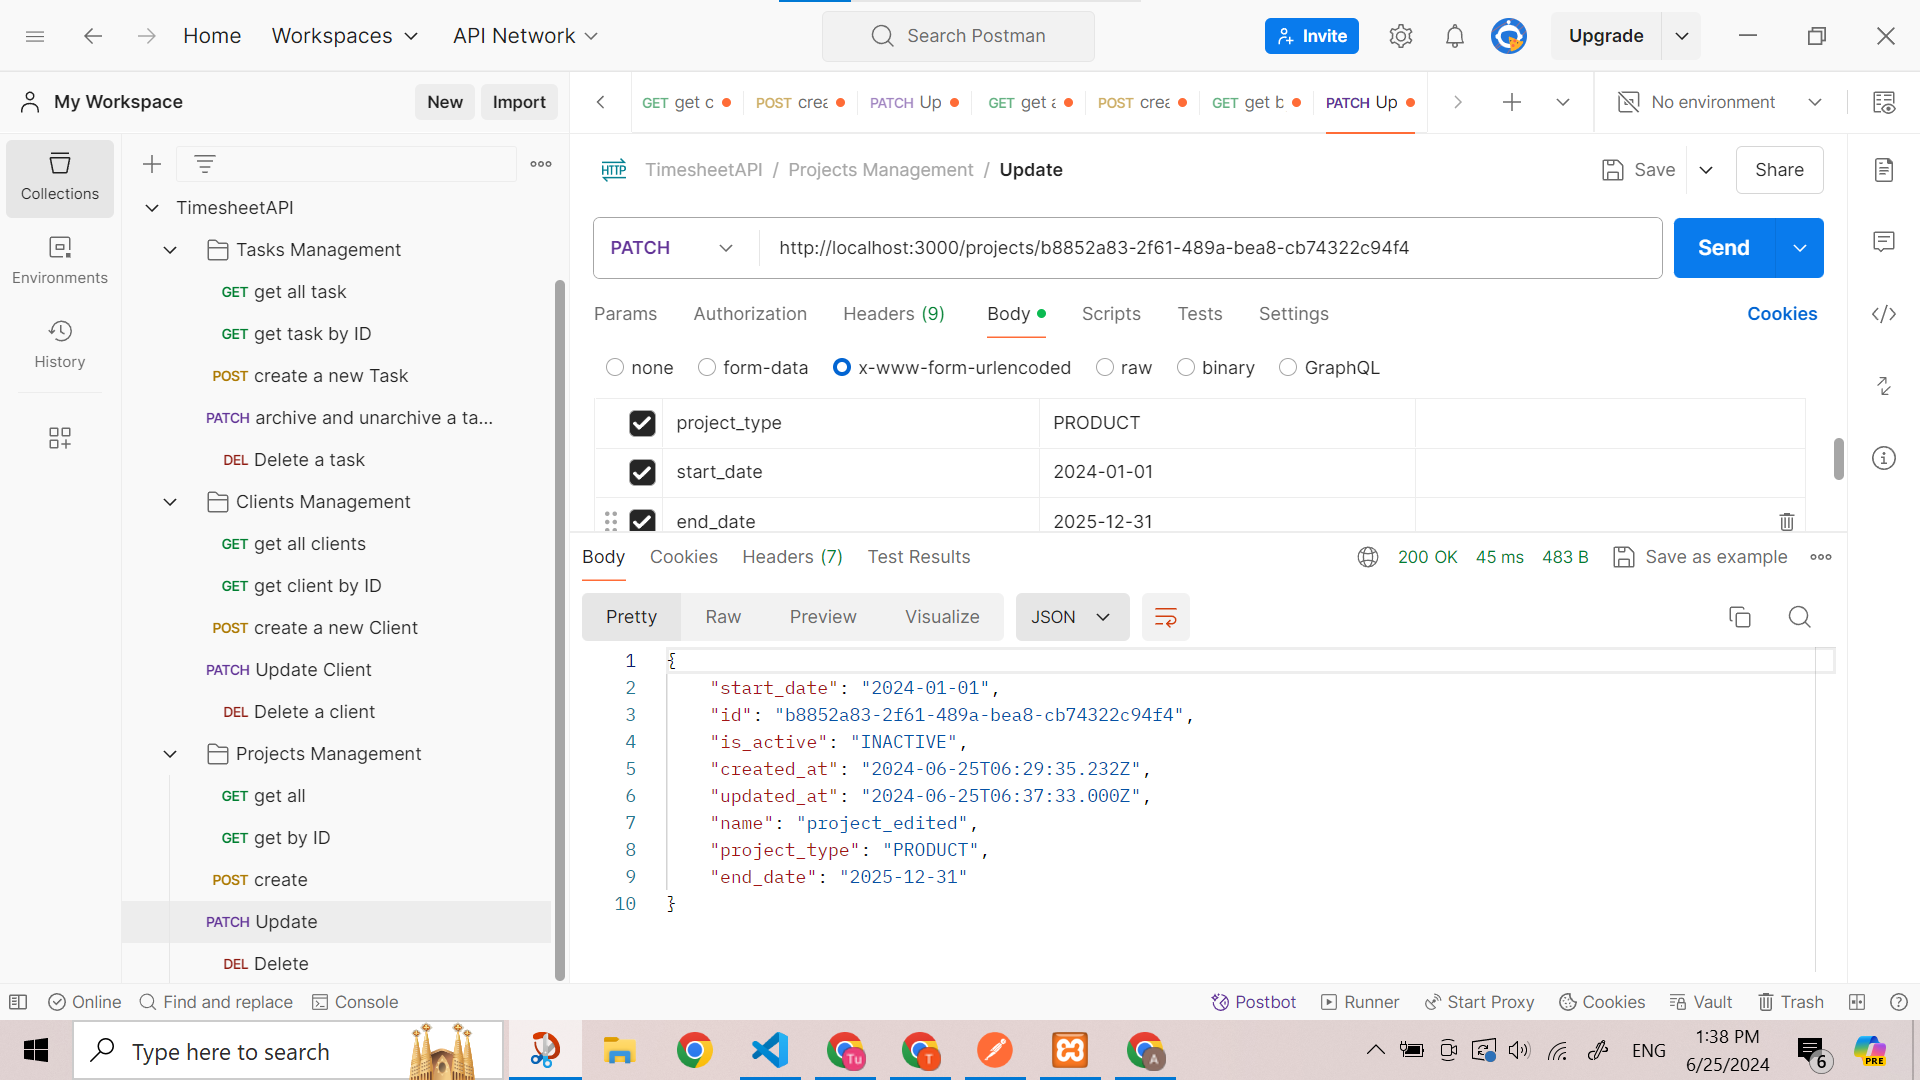 Home Workspaces API Network Search Postman Invite Upgrade
My Workspace New Import GET get c POST crea PATCH Up GET get a POST crea GET get b PATCH Up No environment
Collections
Environments
History
TimesheetAPI
Tasks Management
GET get all task
GET get task by ID
POST create a new Task
PATCH archive and unarchive a ta...
DEL Delete a task
Clients Management
GET get all clients
GET get client by ID
POST create a new Client
PATCH Update Client
DEL Delete a client
Projects Management
GET get all
GET get by ID
POST create
PATCH Update
DEL Delete
HTTP TimesheetAPI / Projects Management / Update Save Share
PATCH http://localhost:3000/projects/b8852a83-2f61-489a-bea8-cb74322c94f4 Send
Params Authorization Headers (9) Body Scripts Tests Settings Cookies
none form-data x-www-form-urlencoded raw binary GraphQL
project_type PRODUCT
start_date 2024-01-01
end_date 2025-12-31
Body Cookies Headers (7) Test Results 200 OK 45 ms 483 B Save as example
Pretty Raw Preview Visualize JSON
1 {
2 "start_date": "2024-01-01",
3 "id": "b8852a83-2f61-489a-bea8-cb74322c94f4",
4 "is_active": "INACTIVE",
5 "created_at": "2024-06-25T06:29:35.232Z",
6 "updated_at": "2024-06-25T06:37:33.000Z",
7 "name": "project_edited",
8 "project_type": "PRODUCT",
9 "end_date": "2025-12-31"
10 }
Online Find and replace Console Postbot Runner Start Proxy Cookies Vault Trash
Type here to search Tu T A ENG 1:38 PM 6 PRE
6/25/2024